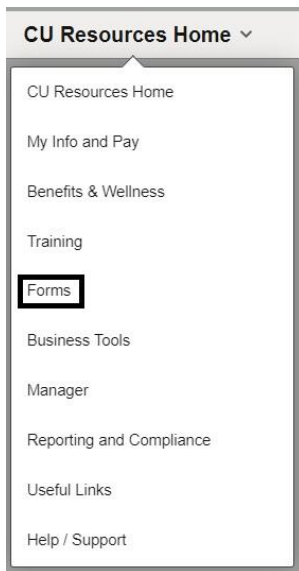 CU Resources Home
CU Resources Home
My Info and Pay
Benefits & Wellness
Training
Forms
Business Tools
Manager
Reporting and Compliance
Useful Links
Help / Support